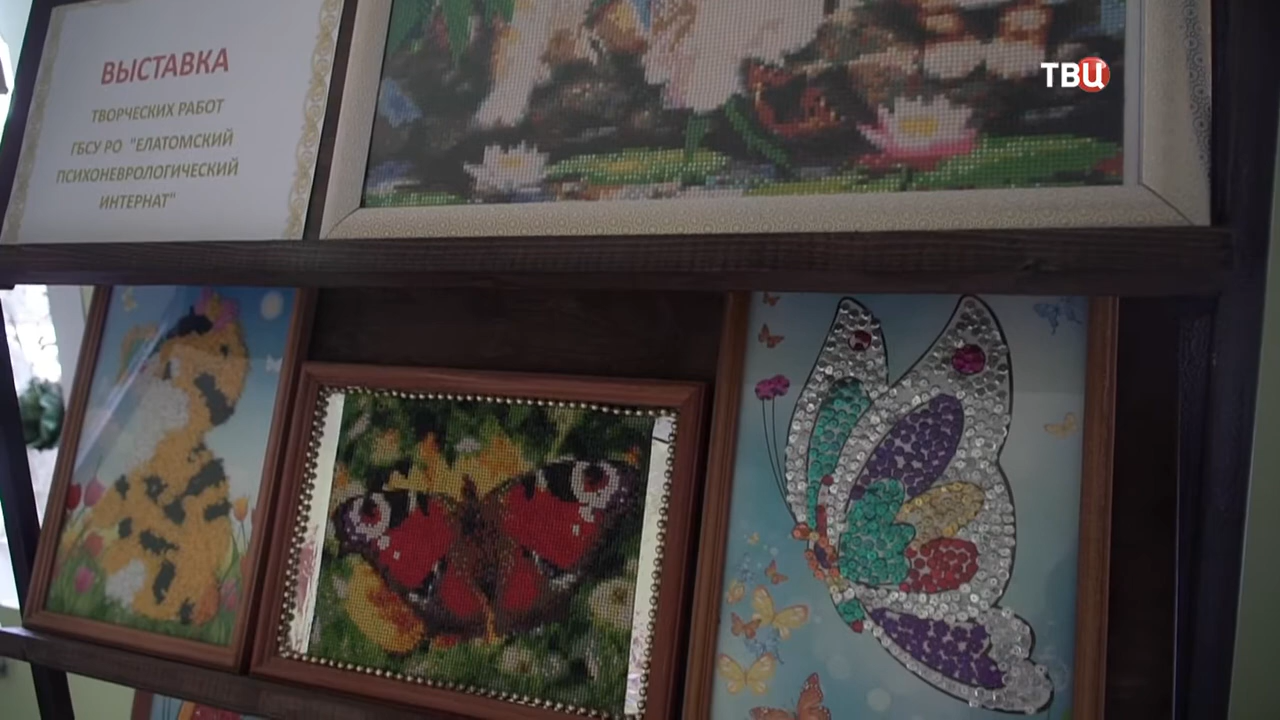 ВЫСТАВКА
ТВОРЧЕСКИХ РАБОТ
ГБСУ РО "ЕЛАТОМСКИЙ
ПСИХОНЕВРОЛОГИЧЕСКИЙ
ИНТЕРНАТ"
ТВЦ